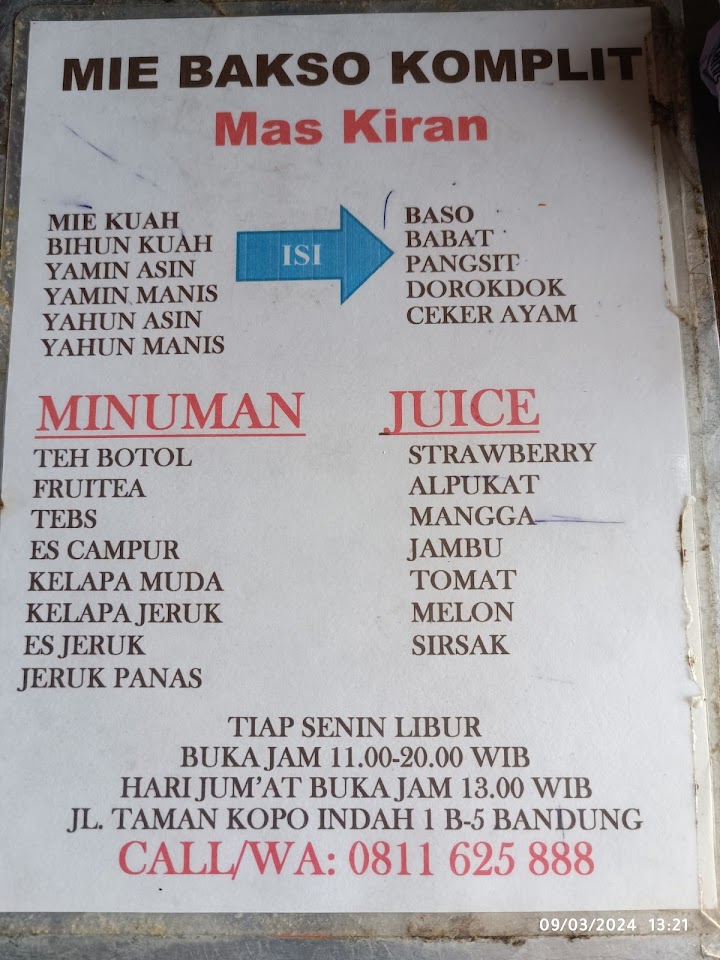 MIE BAKSO KOMPLIT
Mas Kiran
MIE KUAH
BIHUN KUAH
YAMIN ASIN
YAMIN MANIS
YAHUN ASIN
YAHUN MANIS
ISI
BASO
BABAT
PANGSIT
DOROKDOK
CEKER AYAM
MINUMAN
TEH BOTOL
FRUITEA
TEBS
ES CAMPUR
KELAPA MUDA
KELAPA JERUK
ES JERUK
JERUK PANAS
JUICE
STRAWBERRY
ALPUKAT
MANGGA
JAMBU
TOMAT
MELON
SIRSAK
TIAP SENIN LIBUR
BUKA JAM 11.00-20.00 WIB
HARI JUM'AT BUKA JAM 13.00 WIB
JL. TAMAN KOPO INDAH 1 B-5 BANDUNG
CALL/WA: 0811 625 888
09/03/2024 13:21